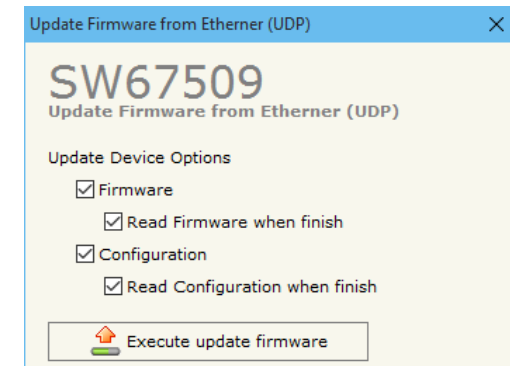 Update Firmware from Etherner (UDP)
SW67509
Update Firmware from Etherner (UDP)
Update Device Options
Firmware
Read Firmware when finish
Configuration
Read Configuration when finish
Execute update firmware